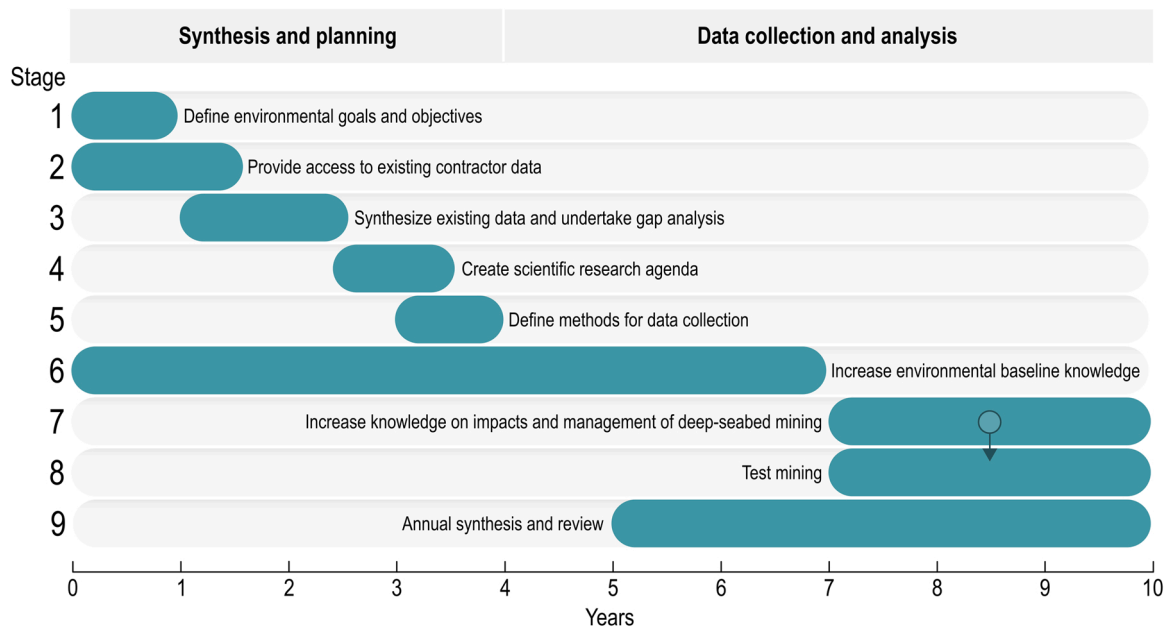 Synthesis and planning
Data collection and analysis
Stage
1 Define environmental goals and objectives
2 Provide access to existing contractor data
3 Synthesize existing data and undertake gap analysis
4 Create scientific research agenda
5 Define methods for data collection
6 Increase environmental baseline knowledge
7 Increase knowledge on impacts and management of deep-seabed mining
8 Test mining
9 Annual synthesis and review
0 1 2 3 4 5 6 7 8 9 10
Years